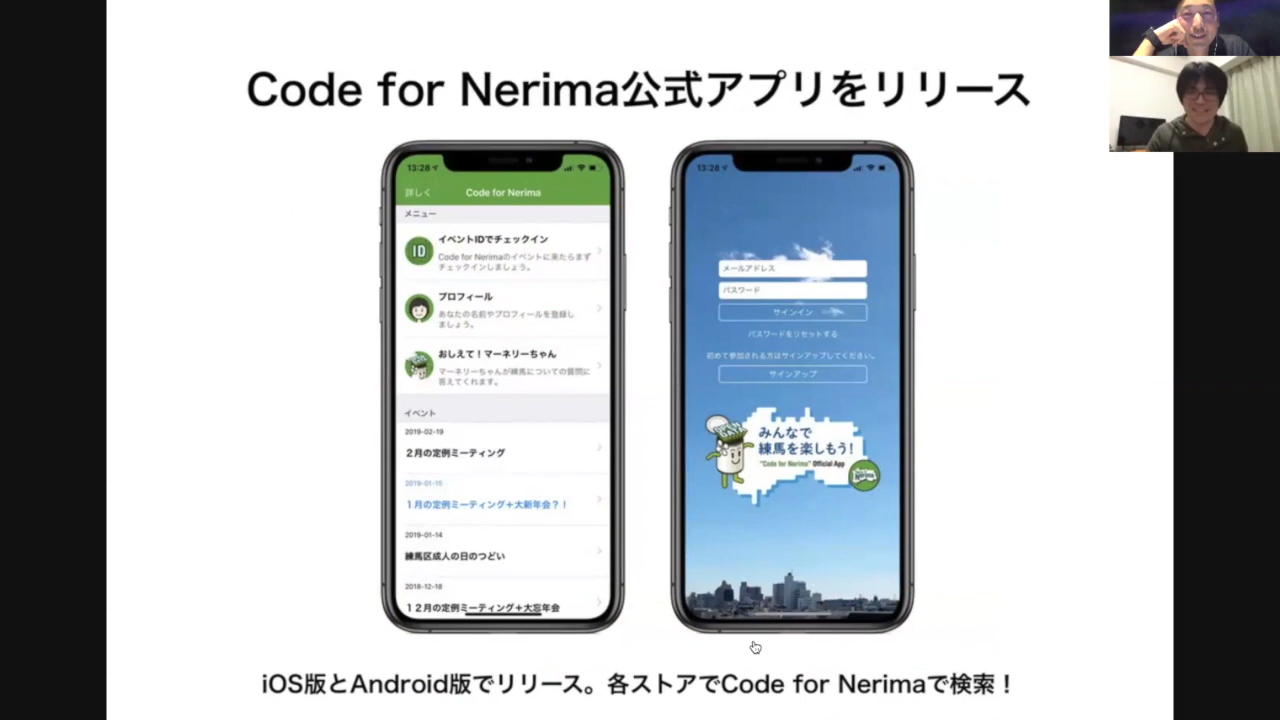 Code for Nerima公式アプリをリリース
13:28
詳しく
Code for Nerima
メニュー
ID
イベントIDでチェックイン
Code for Nerimaのイベントに来たらまず
チェックインしましょう。
プロフィール
あなたの名前やプロフィールを登録し
ましょう。
おしえて！マーネリーちゃん
マーネリーちゃんが練馬についての質問に
答えてくれます。
イベント
2019-02-19
２月の定例ミーティング
2019-01-15
１月の定例ミーティング＋大新年会？！
2019-01-14
練馬区成人の日のつどい
2018-12-18
１２月の定例ミーティング＋大忘年会
13:28
メールアドレス
パスワード
サインイン
パスワードをリセットする
初めて参加される方はサインアップしてください。
サインアップ
みんなで
練馬を楽しもう！
"Code for Nerima" Official App
Nerima
iOS版とAndroid版でリリース。各ストアでCode for Nerimaで検索！